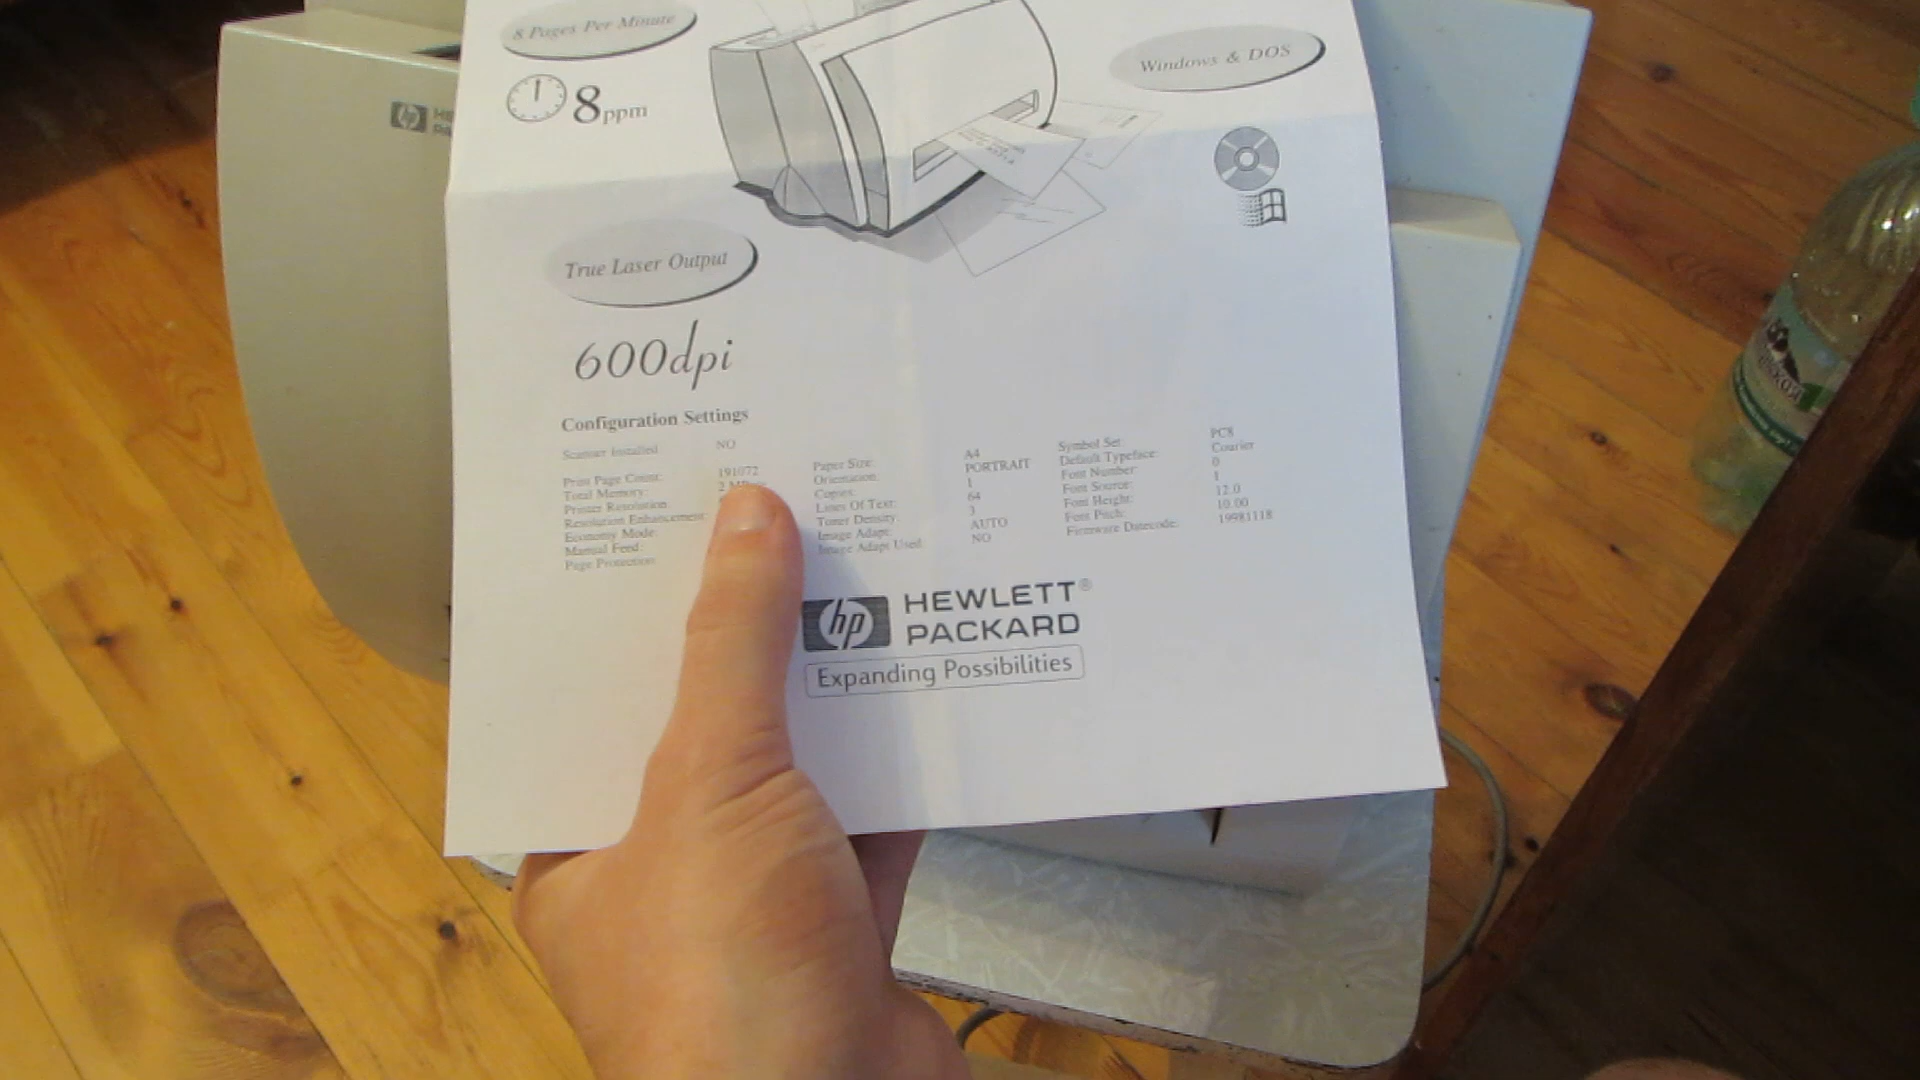 8 Pages Per Minute
8ppm
Windows & DOS
hp
True Laser Output
600dpi
Configuration Settings
Scanner Installed NO
Print Page Count: 191072
Total Memory: 2
Printer Resolution:
Resolution Enhancement:
Economy Mode:
Manual Feed:
Page Protection:
Paper Size: A4
Orientation: PORTRAIT
Copies: 1
Lines Of Text: 64
Toner Density: 3
Image Adapt: AUTO
Image Adapt Used: NO
Symbol Set: PC8
Default Typeface: Courier
Font Number: 0
Font Source: 1
Font Height: 12.0
Font Pitch: 10.00
Firmware Datecode: 19981118
hp HEWLETT®
PACKARD
Expanding Possibilities